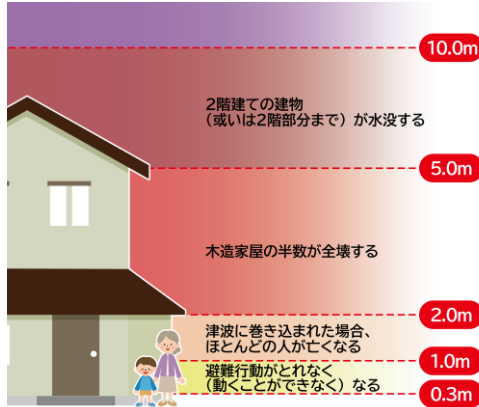 10.0m
2階建ての建物
（或いは2階部分まで）が水没する
5.0m
木造家屋の半数が全壊する
2.0m
津波に巻き込まれた場合、
ほとんどの人が亡くなる
1.0m
避難行動がとれなく
（動くことができなく）なる
0.3m